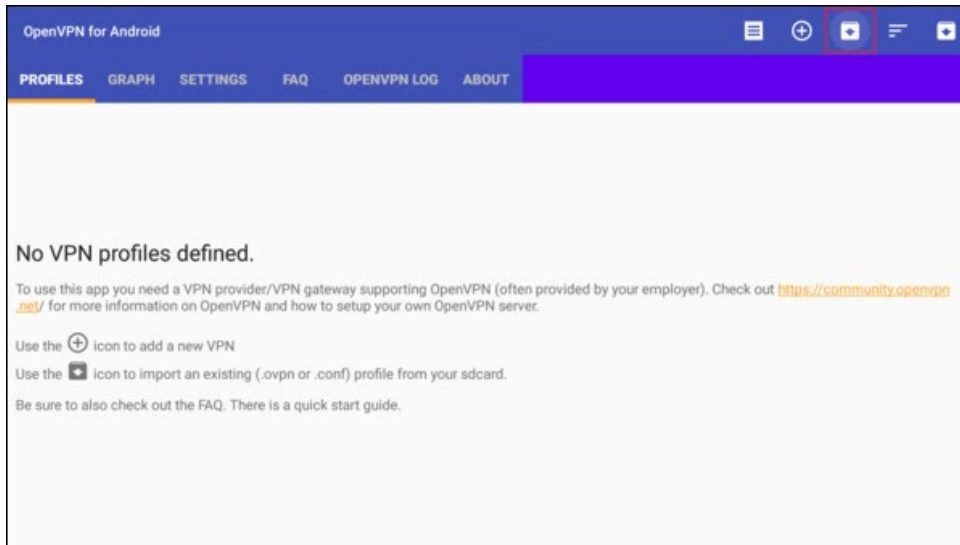 OpenVPN for Android
PROFILES GRAPH SETTINGS FAQ OPENVPN LOG ABOUT
No VPN profiles defined.
To use this app you need a VPN provider/VPN gateway supporting OpenVPN (often provided by your employer). Check out https://community.openvpn
.net/ for more information on OpenVPN and how to setup your own OpenVPN server.
Use the icon to add a new VPN
Use the icon to import an existing (.ovpn or .conf) profile from your sdcard.
Be sure to also check out the FAQ. There is a quick start guide.